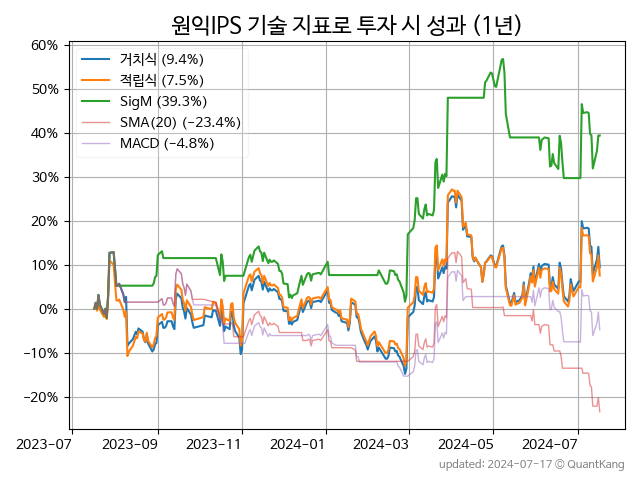 원익IPS 기술 지표로 투자 시 성과 (1년)
60%
50%
40%
30%
20%
10%
0%
−10%
−20%
거치식 (9.4%)
적립식 (7.5%)
SigM (39.3%)
SMA(20) (−23.4%)
MACD (−4.8%)
2023-07
2023-09
2023-11
2024-01
2024-03
2024-05
2024-07
updated: 2024-07-17 © QuantKang